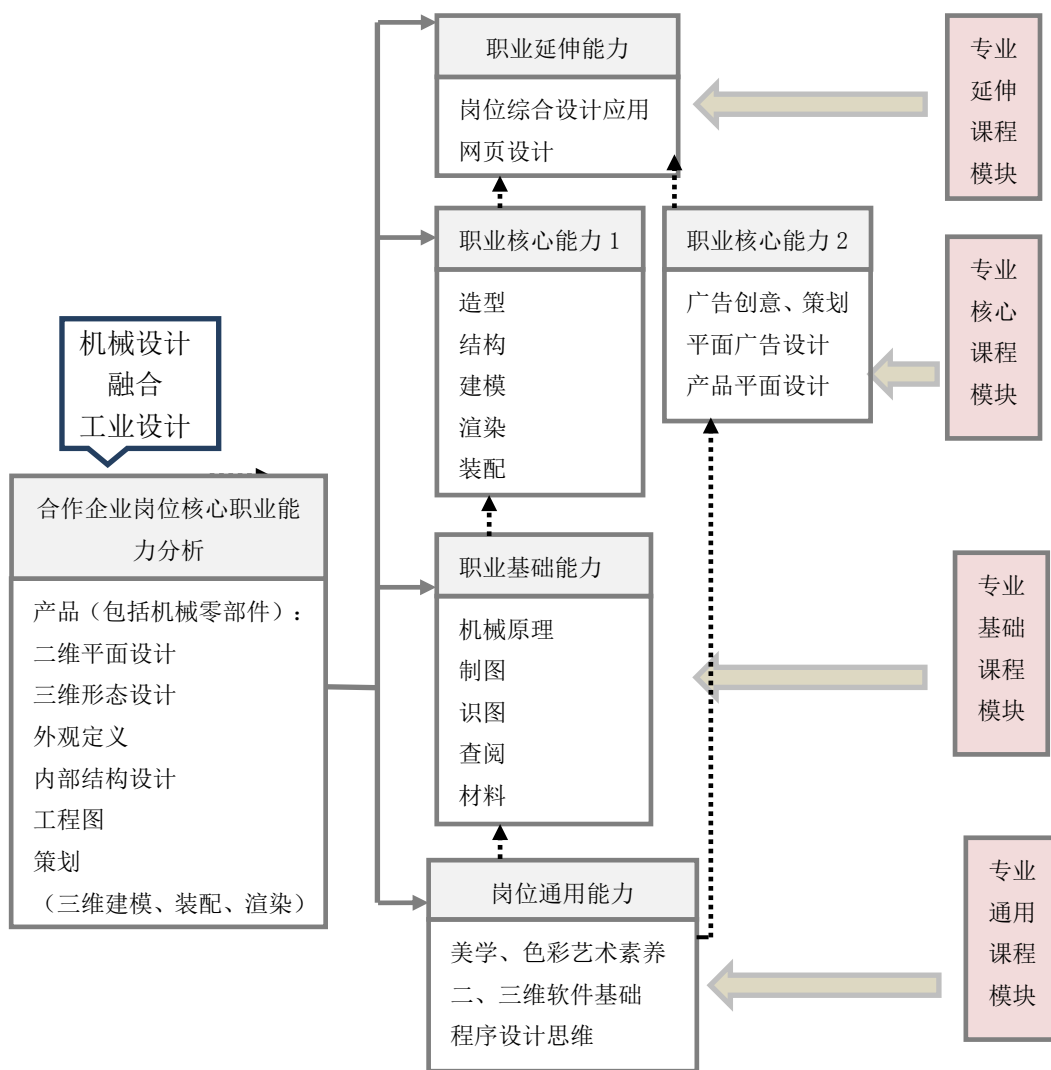 职业延伸能力
岗位综合设计应用
网页设计
专业
延伸
课程
模块
职业核心能力1
造型
结构
建模
渲染
装配
职业核心能力2
广告创意、策划
平面广告设计
产品平面设计
专业
核心
课程
模块
机械设计
融合
工业设计
合作企业岗位核心职业能
力分析
产品（包括机械零部件）：
二维平面设计
三维形态设计
外观定义
内部结构设计
工程图
策划
（三维建模、装配、渲染）
职业基础能力
机械原理
制图
识图
查阅
材料
专业
基础
课程
模块
岗位通用能力
美学、色彩艺术素养
二、三维软件基础
程序设计思维
专业
通用
课程
模块